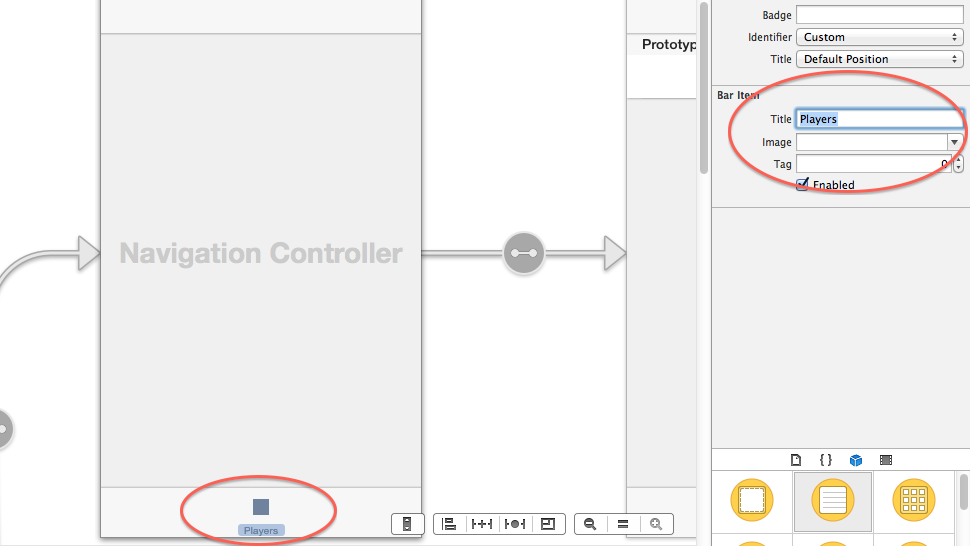 Badge
Identifier Custom
Title Default Position
Prototyp
Bar Item
Title Players
Image
Tag 0
Enabled
Navigation Controller
{ }
Players